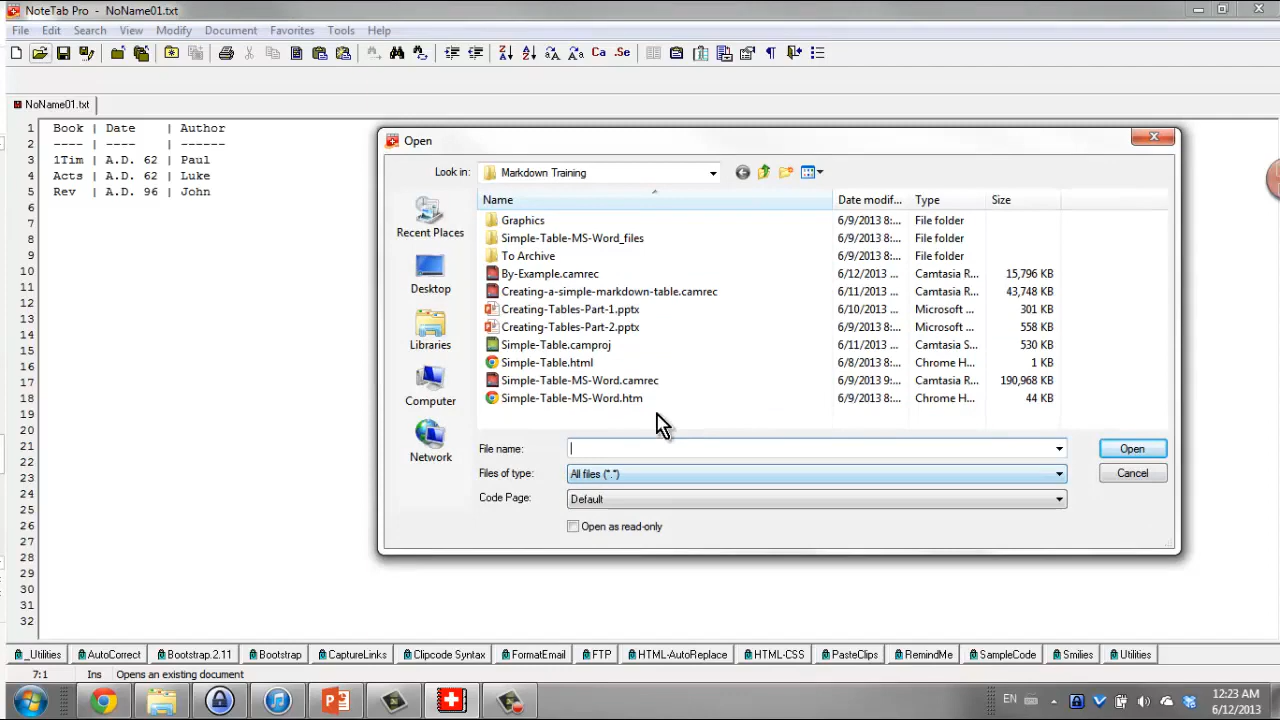 NoteTab Pro - NoName01.txt
File Edit Search View Modify Document Favorites Tools Help
Ca .Se
NoName01.txt
1 Book | Date | Author
2 ---- | ---- | ------
3 1Tim | A.D. 62 | Paul
4 Acts | A.D. 62 | Luke
5 Rev | A.D. 96 | John
6
7
8
9
10
11
12
13
14
15
16
17
18
19
20
21
22
23
24
25
26
27
28
29
30
31
32
Open
Look in: Markdown Training
Name Date modif... Type Size
Graphics 6/9/2013 8:... File folder
Simple-Table-MS-Word_files 6/9/2013 8:... File folder
To Archive 6/9/2013 8:... File folder
By-Example.camrec 6/12/2013 ... Camtasia R... 15,796 KB
Creating-a-simple-markdown-table.camrec 6/11/2013 ... Camtasia R... 43,748 KB
Creating-Tables-Part-1.pptx 6/10/2013 ... Microsoft ... 301 KB
Creating-Tables-Part-2.pptx 6/9/2013 8:... Microsoft ... 558 KB
Simple-Table.camproj 6/11/2013 ... Camtasia S... 530 KB
Simple-Table.html 6/8/2013 8:... Chrome H... 1 KB
Simple-Table-MS-Word.camrec 6/9/2013 9:... Camtasia R... 190,968 KB
Simple-Table-MS-Word.htm 6/9/2013 8:... Chrome H... 44 KB
Recent Places
Desktop
Libraries
Computer
Network
File name: Open
Files of type: All files (*.*) Cancel
Code Page: Default
Open as read-only
_Utilities AutoCorrect Bootstrap.2.11 Bootstrap CaptureLinks Clipcode Syntax FormatEmail FTP HTML-AutoReplace HTML-CSS PasteClips RemindMe SampleCode Smilies Utilities
7:1 Ins Opens an existing document
EN 12:23 AM
6/12/2013